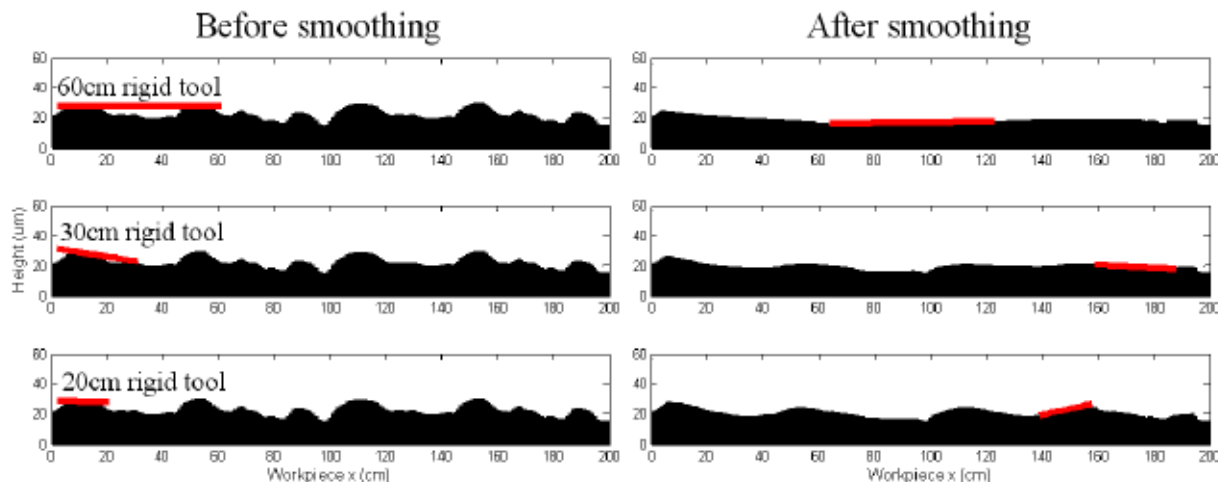 Before smoothing After smoothing
60 60
60cm rigid tool
40 40
20 20
0 0
0 20 40 60 80 100 120 140 160 180 200 0 20 40 60 80 100 120 140 160 180 200
60 60
30cm rigid tool
40 40
Height (um)
20 20
0 0
0 20 40 60 80 100 120 140 160 180 200 0 20 40 60 80 100 120 140 160 180 200
60 60
20cm rigid tool
40 40
20 20
0 0
0 20 40 60 80 100 120 140 160 180 200 0 20 40 60 80 100 120 140 160 180 200
Workpiece x (cm) Workpiece x (cm)